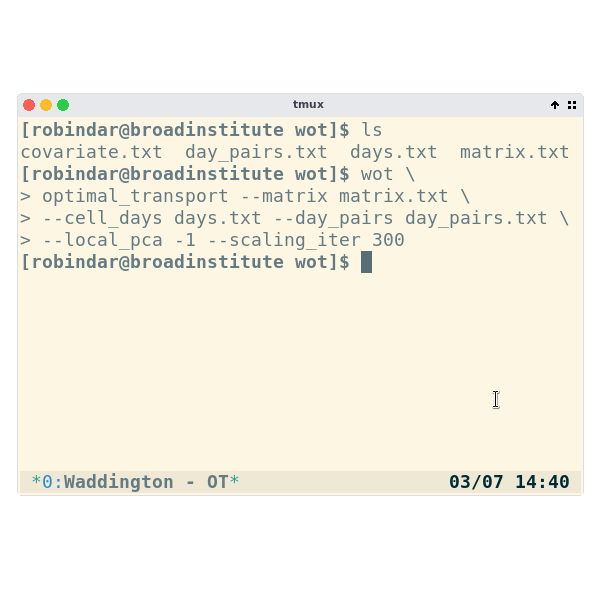 tmux
[robindar@broadinstitute wot]$ ls
covariate.txt  day_pairs.txt  days.txt  matrix.txt
[robindar@broadinstitute wot]$ wot \
> optimal_transport --matrix matrix.txt \
> --cell_days days.txt --day_pairs day_pairs.txt \
> --local_pca -1 --scaling_iter 300
[robindar@broadinstitute wot]$
*0:Waddington - OT* 03/07 14:40